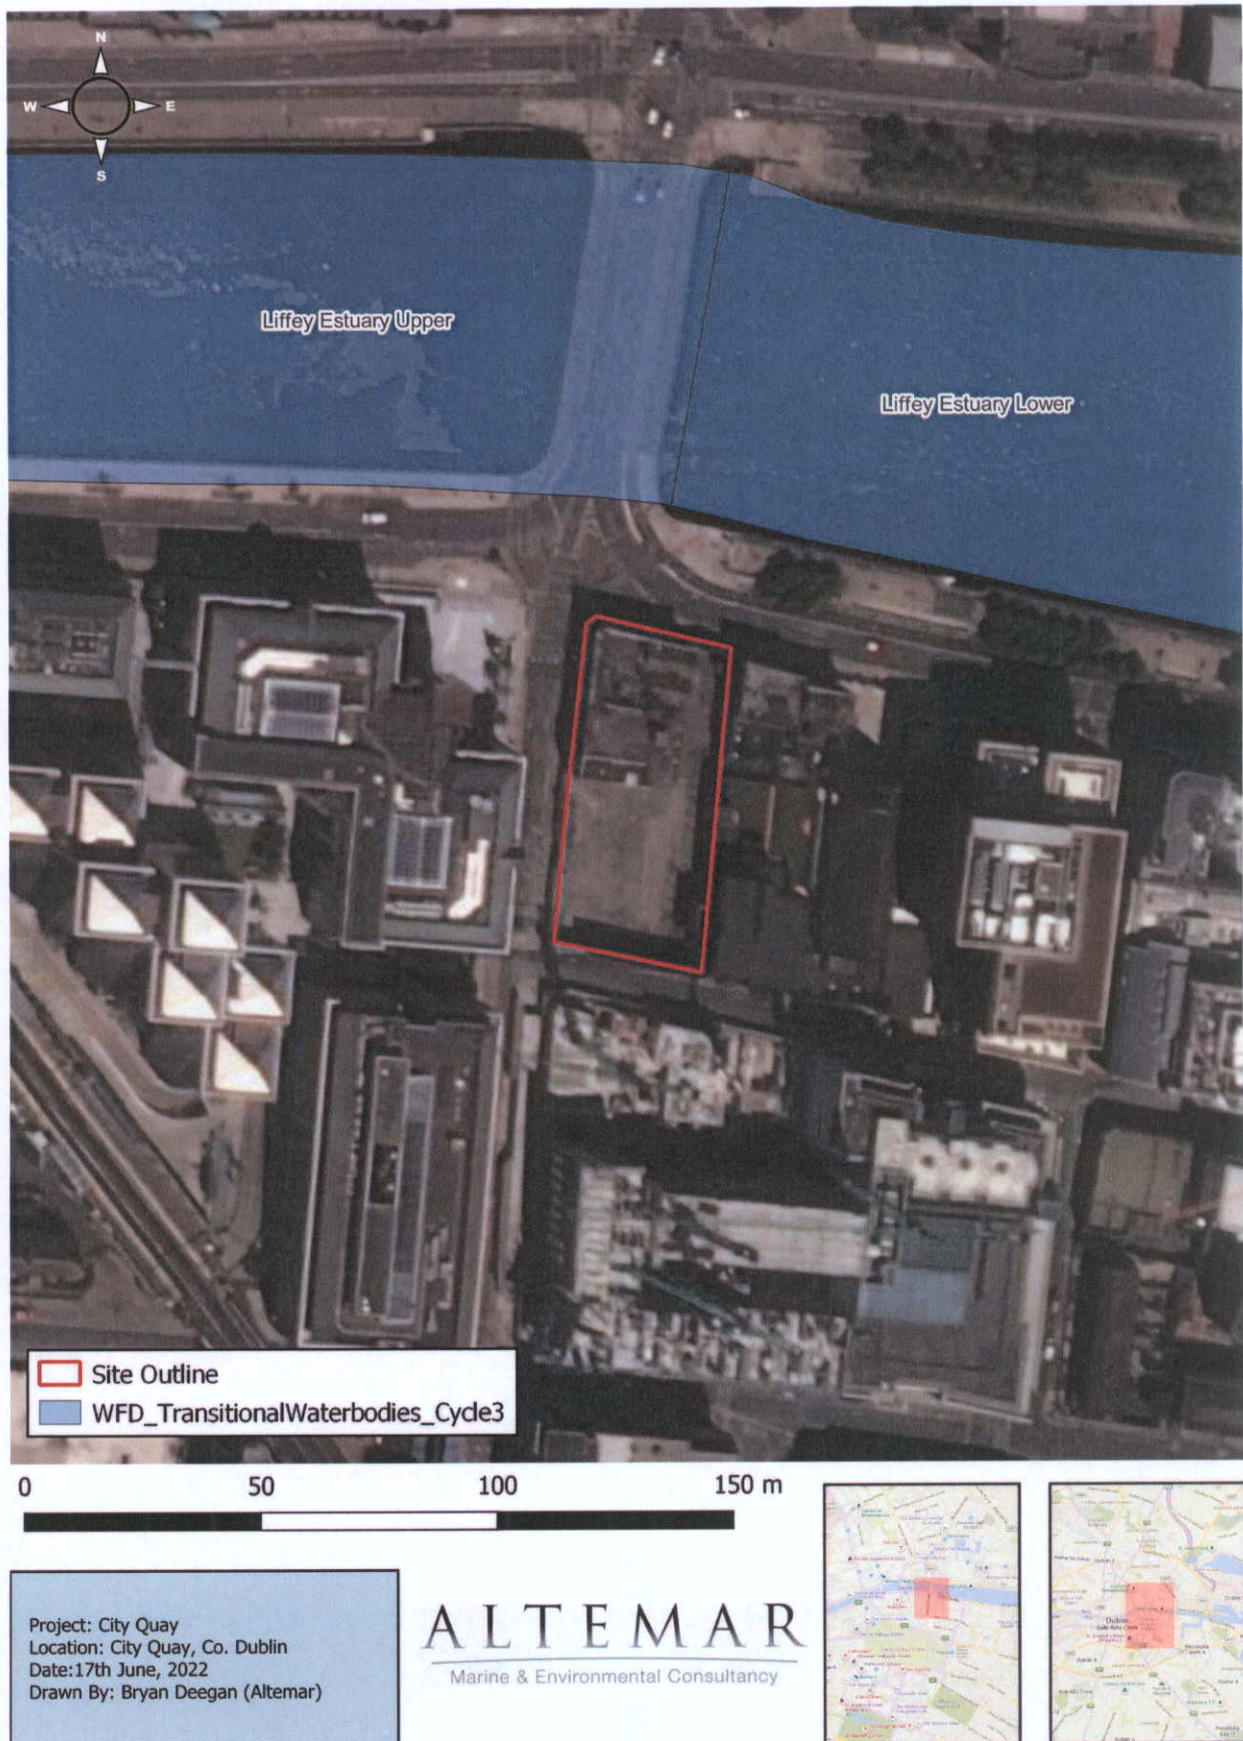 N
W E
S
Liffey Estuary Upper
Liffey Estuary Lower
Site Outline
WFD_TransitionalWaterbodies_Cycle3
0 50 100 150 m
Project: City Quay
Location: City Quay, Co. Dublin
Date:17th June, 2022
Drawn By: Bryan Deegan (Altemar)
ALTEMAR
Marine & Environmental Consultancy
Dublin